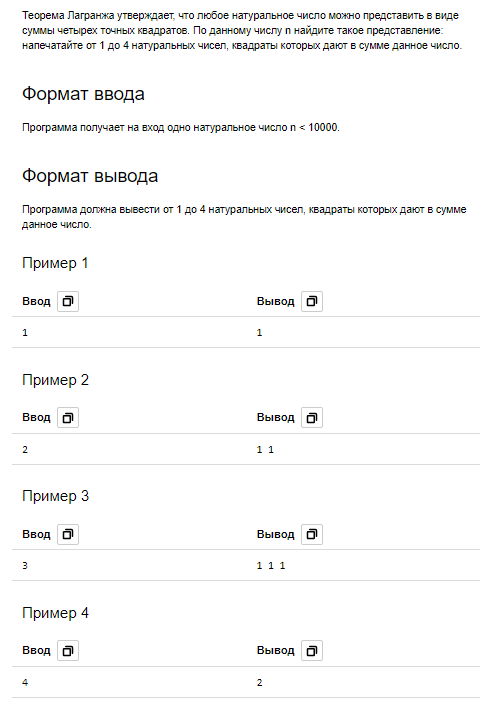 Теорема Лагранжа утверждает, что любое натуральное число можно представить в виде
суммы четырех точных квадратов. По данному числу n найдите такое представление:
напечатайте от 1 до 4 натуральных чисел, квадраты которых дают в сумме данное число.
Формат ввода
Программа получает на вход одно натуральное число n < 10000.
Формат вывода
Программа должна вывести от 1 до 4 натуральных чисел, квадраты которых дают в сумме
данное число.
Пример 1
Ввод Вывод
1 1
Пример 2
Ввод Вывод
2 1 1
Пример 3
Ввод Вывод
3 1 1 1
Пример 4
Ввод Вывод
4 2